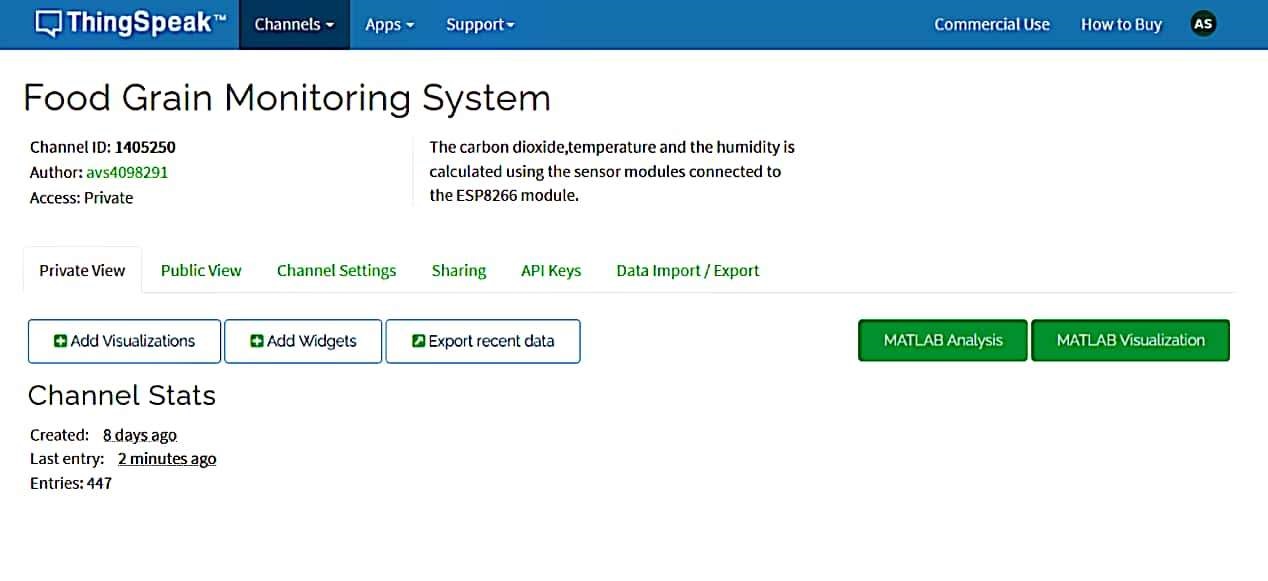 ThingSpeak™ Channels Apps Support Commercial Use How to Buy AS
Food Grain Monitoring System
Channel ID: 1405250
Author: avs4098291
Access: Private
The carbon dioxide,temperature and the humidity is
calculated using the sensor modules connected to
the ESP8266 module.
Private View Public View Channel Settings Sharing API Keys Data Import / Export
Add Visualizations Add Widgets Export recent data MATLAB Analysis MATLAB Visualization
Channel Stats
Created: 8 days ago
Last entry: 2 minutes ago
Entries: 447